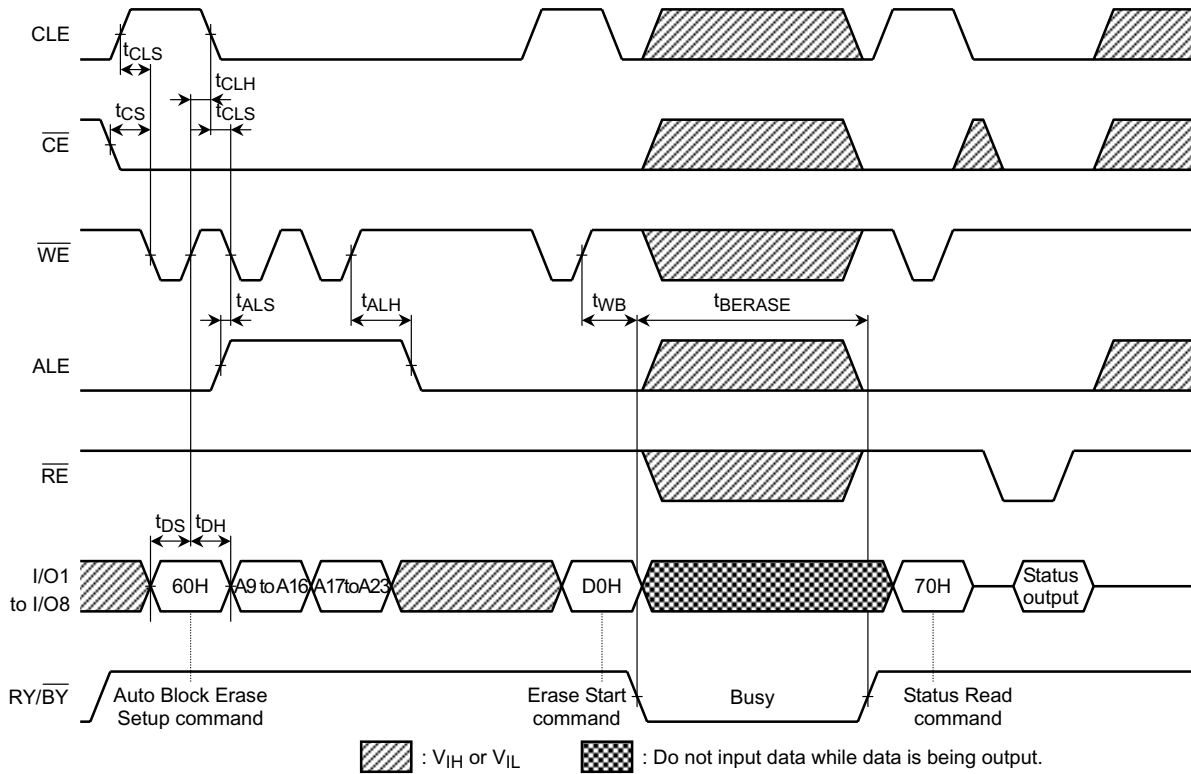 CLE
tCLS
tCLH
tCS
tCLS
CE
WE
tALS
tALH
tWB
tBERASE
ALE
RE
tDS
tDH
I/O1
to I/O8
60H
A9 to A16
A17 to A23
D0H
70H
Status
output
RY/BY
Auto Block Erase
Setup command
Erase Start
command
Busy
Status Read
command
: VIH or VIL
: Do not input data while data is being output.